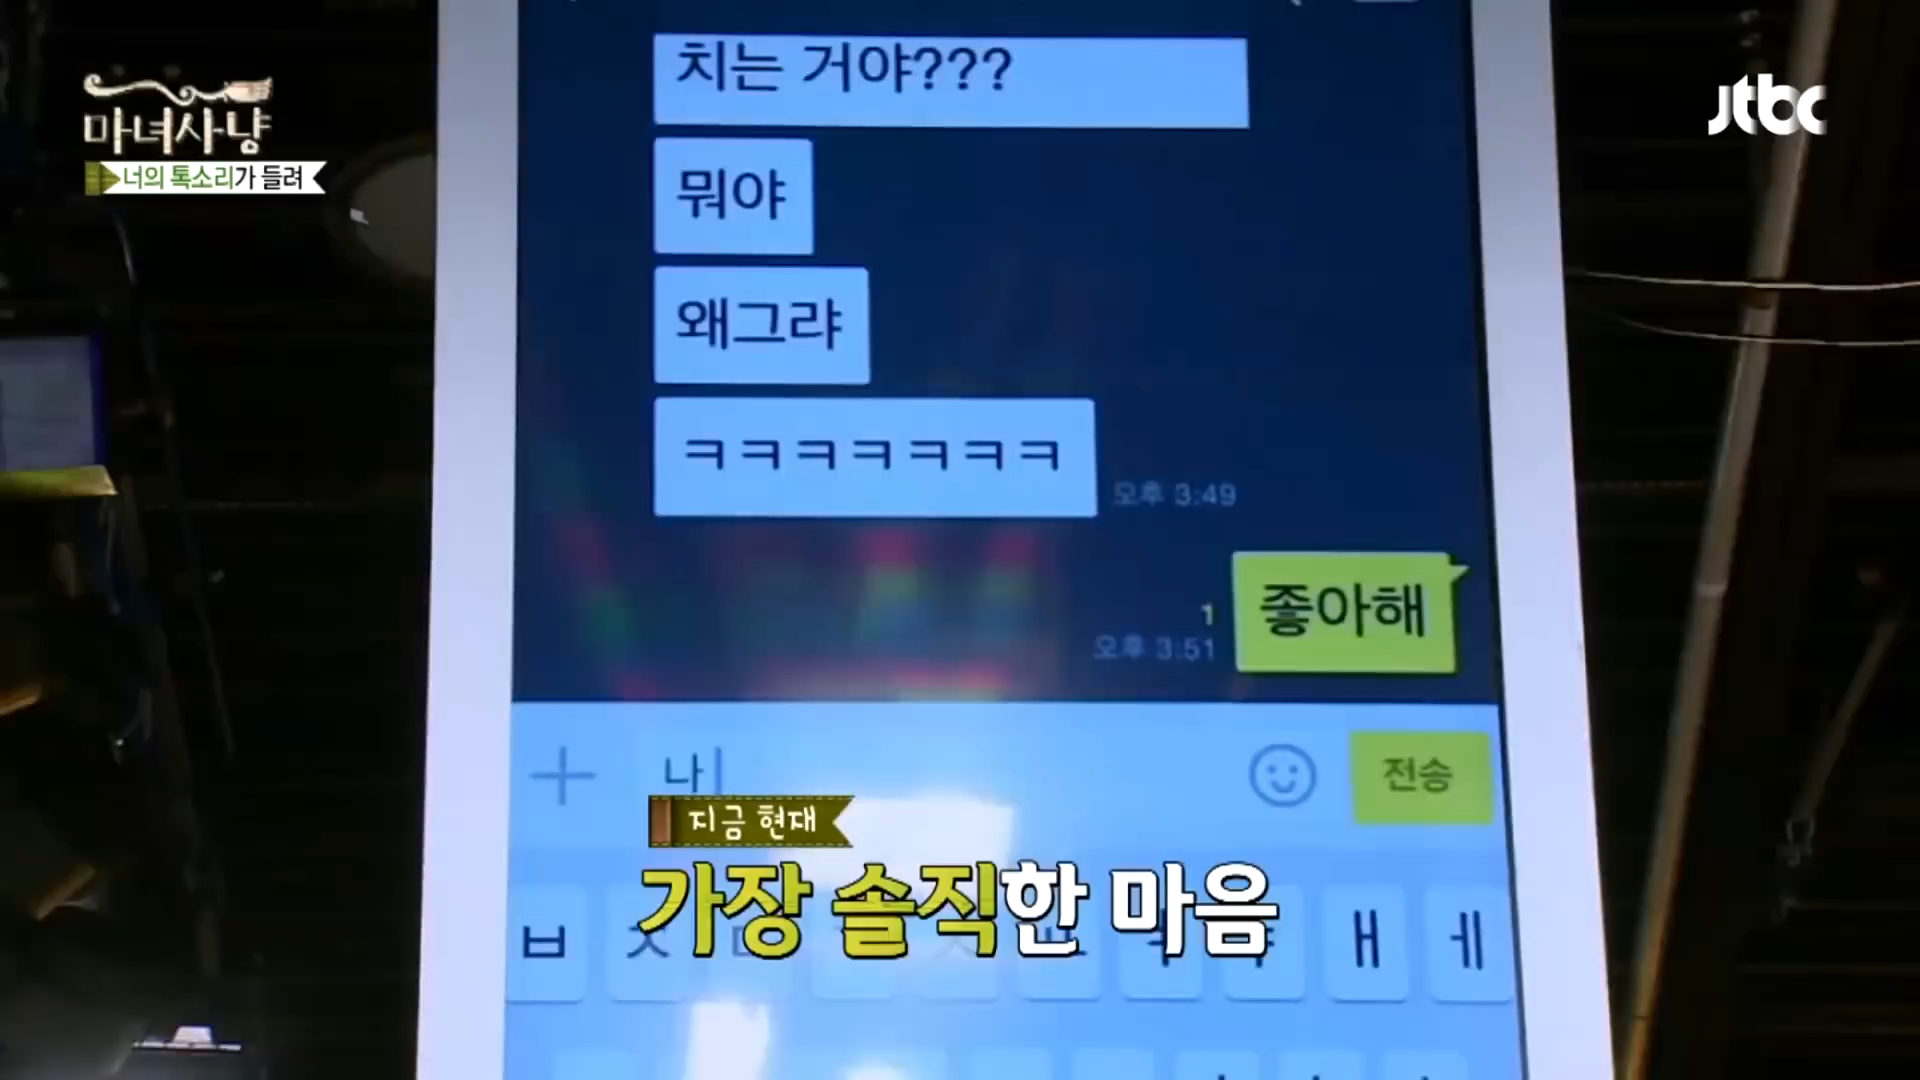 마녀사냥
너의 톡소리가 들려
jtbc
치는 거야???
뭐야
왜그랴
ㅋㅋㅋㅋㅋㅋㅋ
오후 3:49
좋아해
1
오후 3:51
나
전송
지금 현재
가장 솔직한 마음
ㅂ ㅈ ㅐ ㅔ